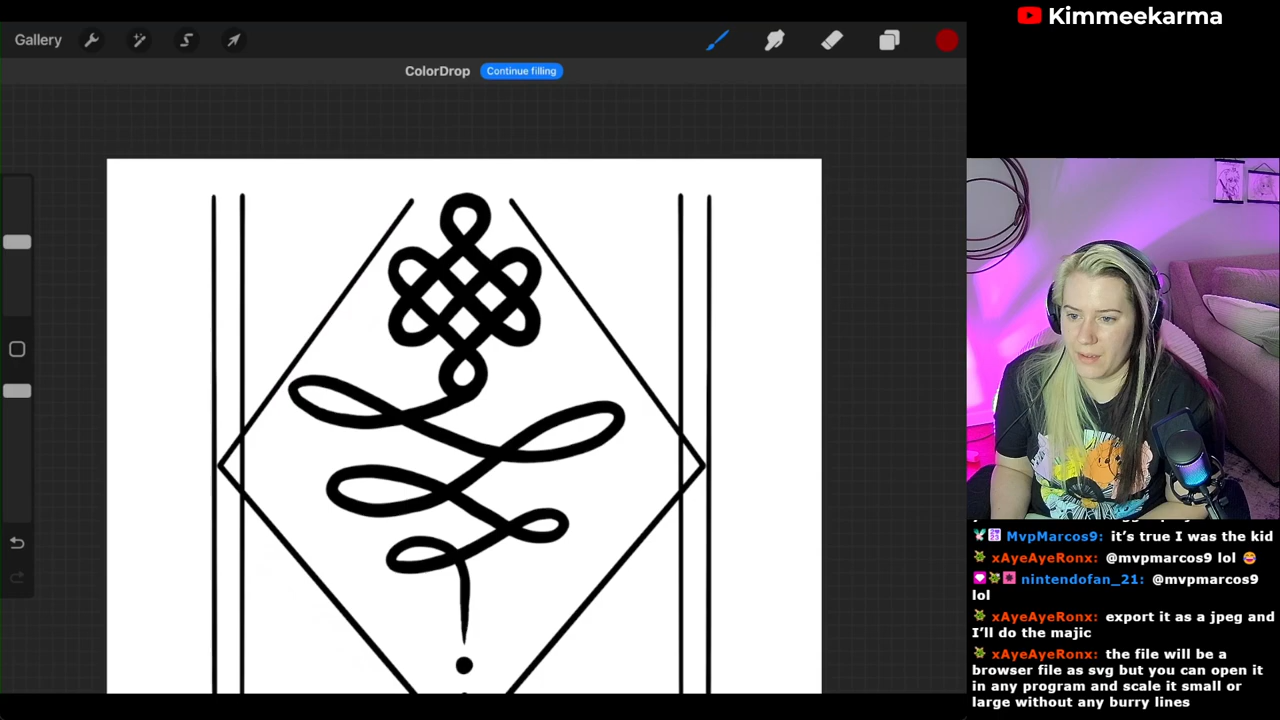 Kimmeekarma
Gallery
ColorDrop Continue filling
MvpMarcos9: it's true I was the kid
xAyeAyeRonx: @mvpmarcos9 lol 😄
nintendofan_21: @mvpmarcos9
lol
xAyeAyeRonx: export it as a jpeg and
I'll do the majic
xAyeAyeRonx: the file will be a
browser file as svg but you can open it
in any program and scale it small or
large without any burry lines